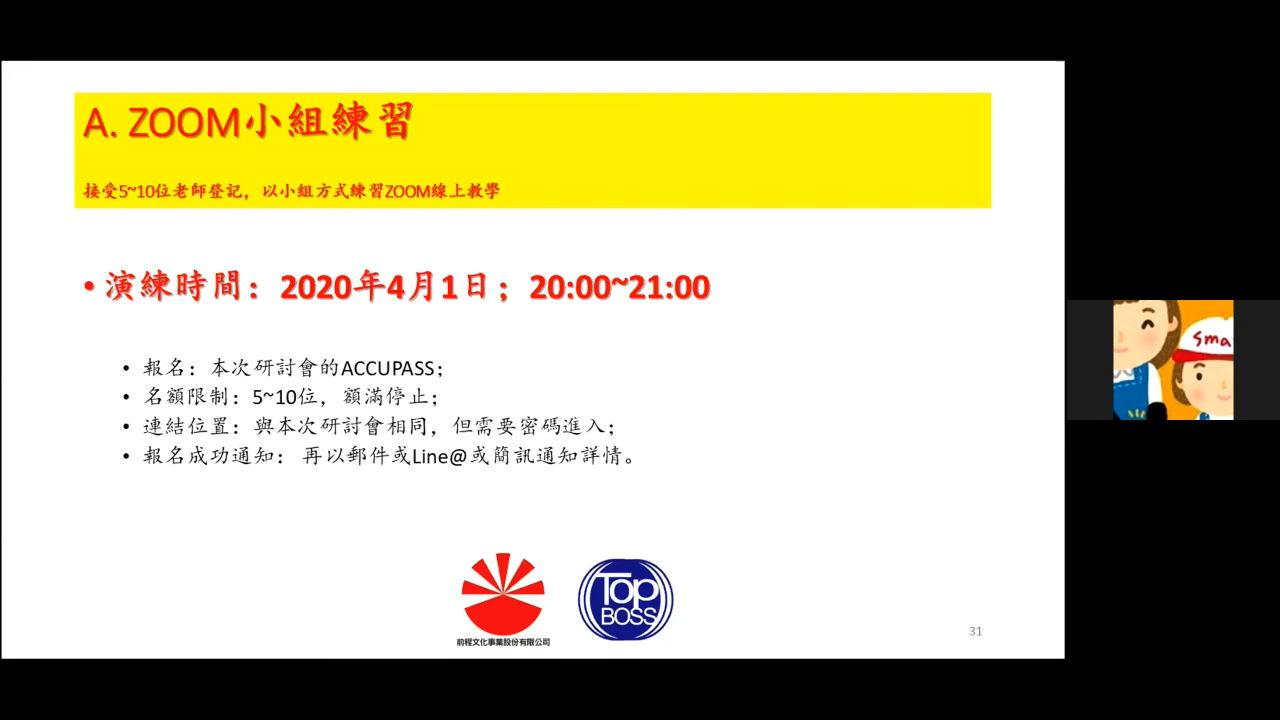 A. ZOOM小組練習
接受5~10位老師登記，以小組方式練習ZOOM線上教學
• 演練時間：2020年4月1日；20:00~21:00
• 報名：本次研討會的ACCUPASS；
• 名額限制：5~10位，額滿停止；
• 連結位置：與本次研討會相同，但需要密碼進入；
• 報名成功通知： 再以郵件或Line@或簡訊通知詳情。
Sma
Top
BOSS
前程文化事業股份有限公司
31